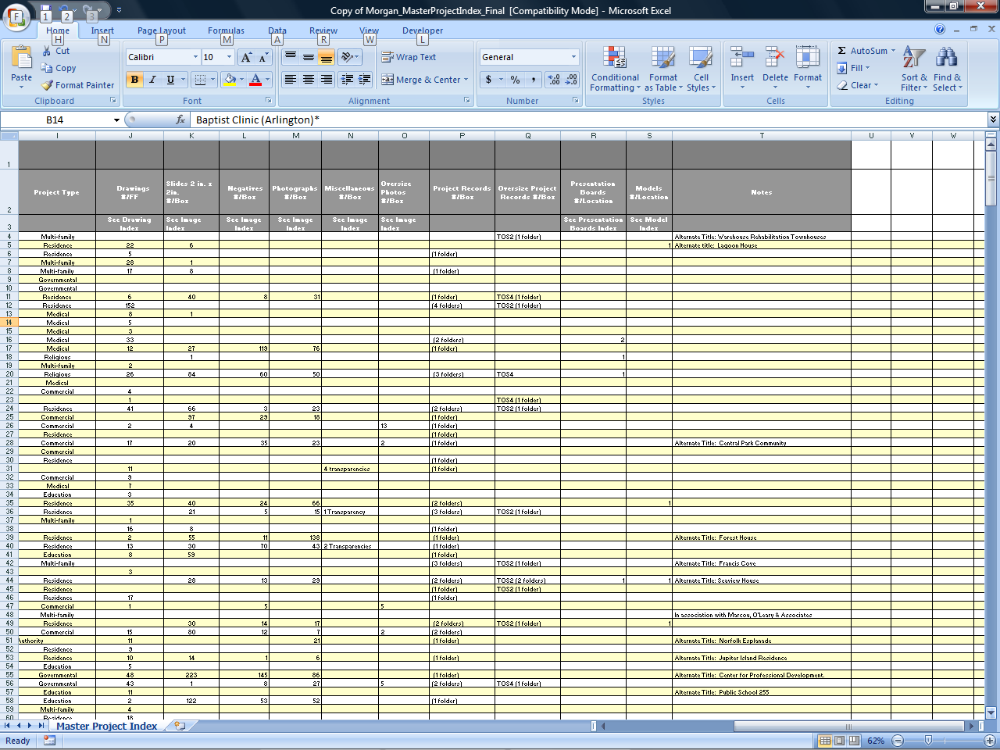 Copy of Morgan_MasterProjectIndex_Final [Compatibility Mode] - Microsoft Excel
F 1 2 3
Home Insert Page Layout Formulas Data Review View Developer
H N P M A R W L
Paste Cut Copy Format Painter
Calibri 10
B I U
Wrap Text
Merge & Center
General
$ % ,
Conditional Formatting Format as Table Cell Styles
Insert Delete Format
Σ AutoSum Fill Clear
Sort & Filter Find & Select
Clipboard Font Alignment Number Styles Cells Editing
B14 fx Baptist Clinic (Arlington)*
I J K L M N O P Q R S T U V W
1
2 Project Type Drawings #/FF Slides 2 in. x 2in. #/Box Negatives #/Box Photographs #/Box Miscellaneous #/Box Oversize Photos #/Box Project Records #/Box Oversize Project Records #/Box Presentation Boards #/Location Models #/Location Notes
3 See Drawing Index See Image Index See Image Index See Image Index See Image Index See Image Index See Presentation Boards Index See Model Index
4 Multi-family TOS2 (1 folder) Alternate Title: Warehouse Rehabilitation Townhouses
5 Residence 22 6 1 Alternate title: Lagoon House
6 Residence 5 (1 folder)
7 Multi-family 28 1
8 Multi-family 17 8 (1 folder)
9 Governmental
10 Governmental
11 Residence 6 40 8 31 (1 folder) TOS4 (1 folder)
12 Residence 152 (4 folders) TOS2 (1 folder)
13 Medical 8 1
14 Medical 5
15 Medical 3
16 Medical 33 (2 folders) 2
17 Medical 12 27 119 76 (1 folder)
18 Religious 1 1
19 Multi-family 2
20 Religious 26 84 60 50 (3 folders) TOS4 1
21 Medical
22 Commercial 4
23 1 TOS4 (1 folder)
24 Residence 41 66 3 23 (2 folders) TOS2 (1 folder)
25 Commercial 97 29 18 (1 folder)
26 Commercial 2 4 13 (1 folder)
27 Residence (1 folder)
28 Commercial 17 20 35 23 2 (1 folder) Alternate Title: Central Park Community
29 Commercial
30 Residence (1 folder)
31 11 4 transparencies (1 folder)
32 Commercial 9
33 Medical 7
34 Education 3
35 Residence 35 40 24 66 (2 folders) 1
36 Residence 21 5 15 1 Transparency (3 folders) TOS2 (1 folder)
37 Multi-family 1
38 16 8 (1 folder)
39 Residence 2 55 11 138 (1 folder) Alternate Title: Forest House
40 Residence 13 30 70 43 2 Transparencies (1 folder)
41 Education 8 59 (1 folder)
42 Multi-family (3 folders) TOS2 (1 folder) Alternate Title: Francis Cove
43 3
44 Residence 28 13 29 (2 folders) TOS2 (2 folders) 1 1 Alternate Title: Seaview House
45 Residence (1 folder) TOS2 (1 folder)
46 Residence 17 (1 folder)
47 Commercial 1 5 5
48 Multi-family In association with Marcou, O'Leary & Associates
49 Residence 30 14 17 (2 folders) TOS2 (1 folder) 1
50 Commercial 15 80 12 7 2 (2 folders)
51 Authority 11 21 (1 folder) Alternate Title: Norfolk Esplanade
52 Residence 9
53 Residence 10 14 1 6 (1 folder) Alternate Title: Jupiter Island Residence
54 Education 5
55 Governmental 48 223 145 86 (1 folder) Alternate Title: Center for Professional Development.
56 Governmental 43 1 8 27 5 (2 folders) TOS4 (1 folder)
57 Education 11 Alternate Title: Public School 255
58 Education 2 122 53 52 (1 folder)
59 Multi-family 4
60 Residence 18
Master Project Index
Ready 62%